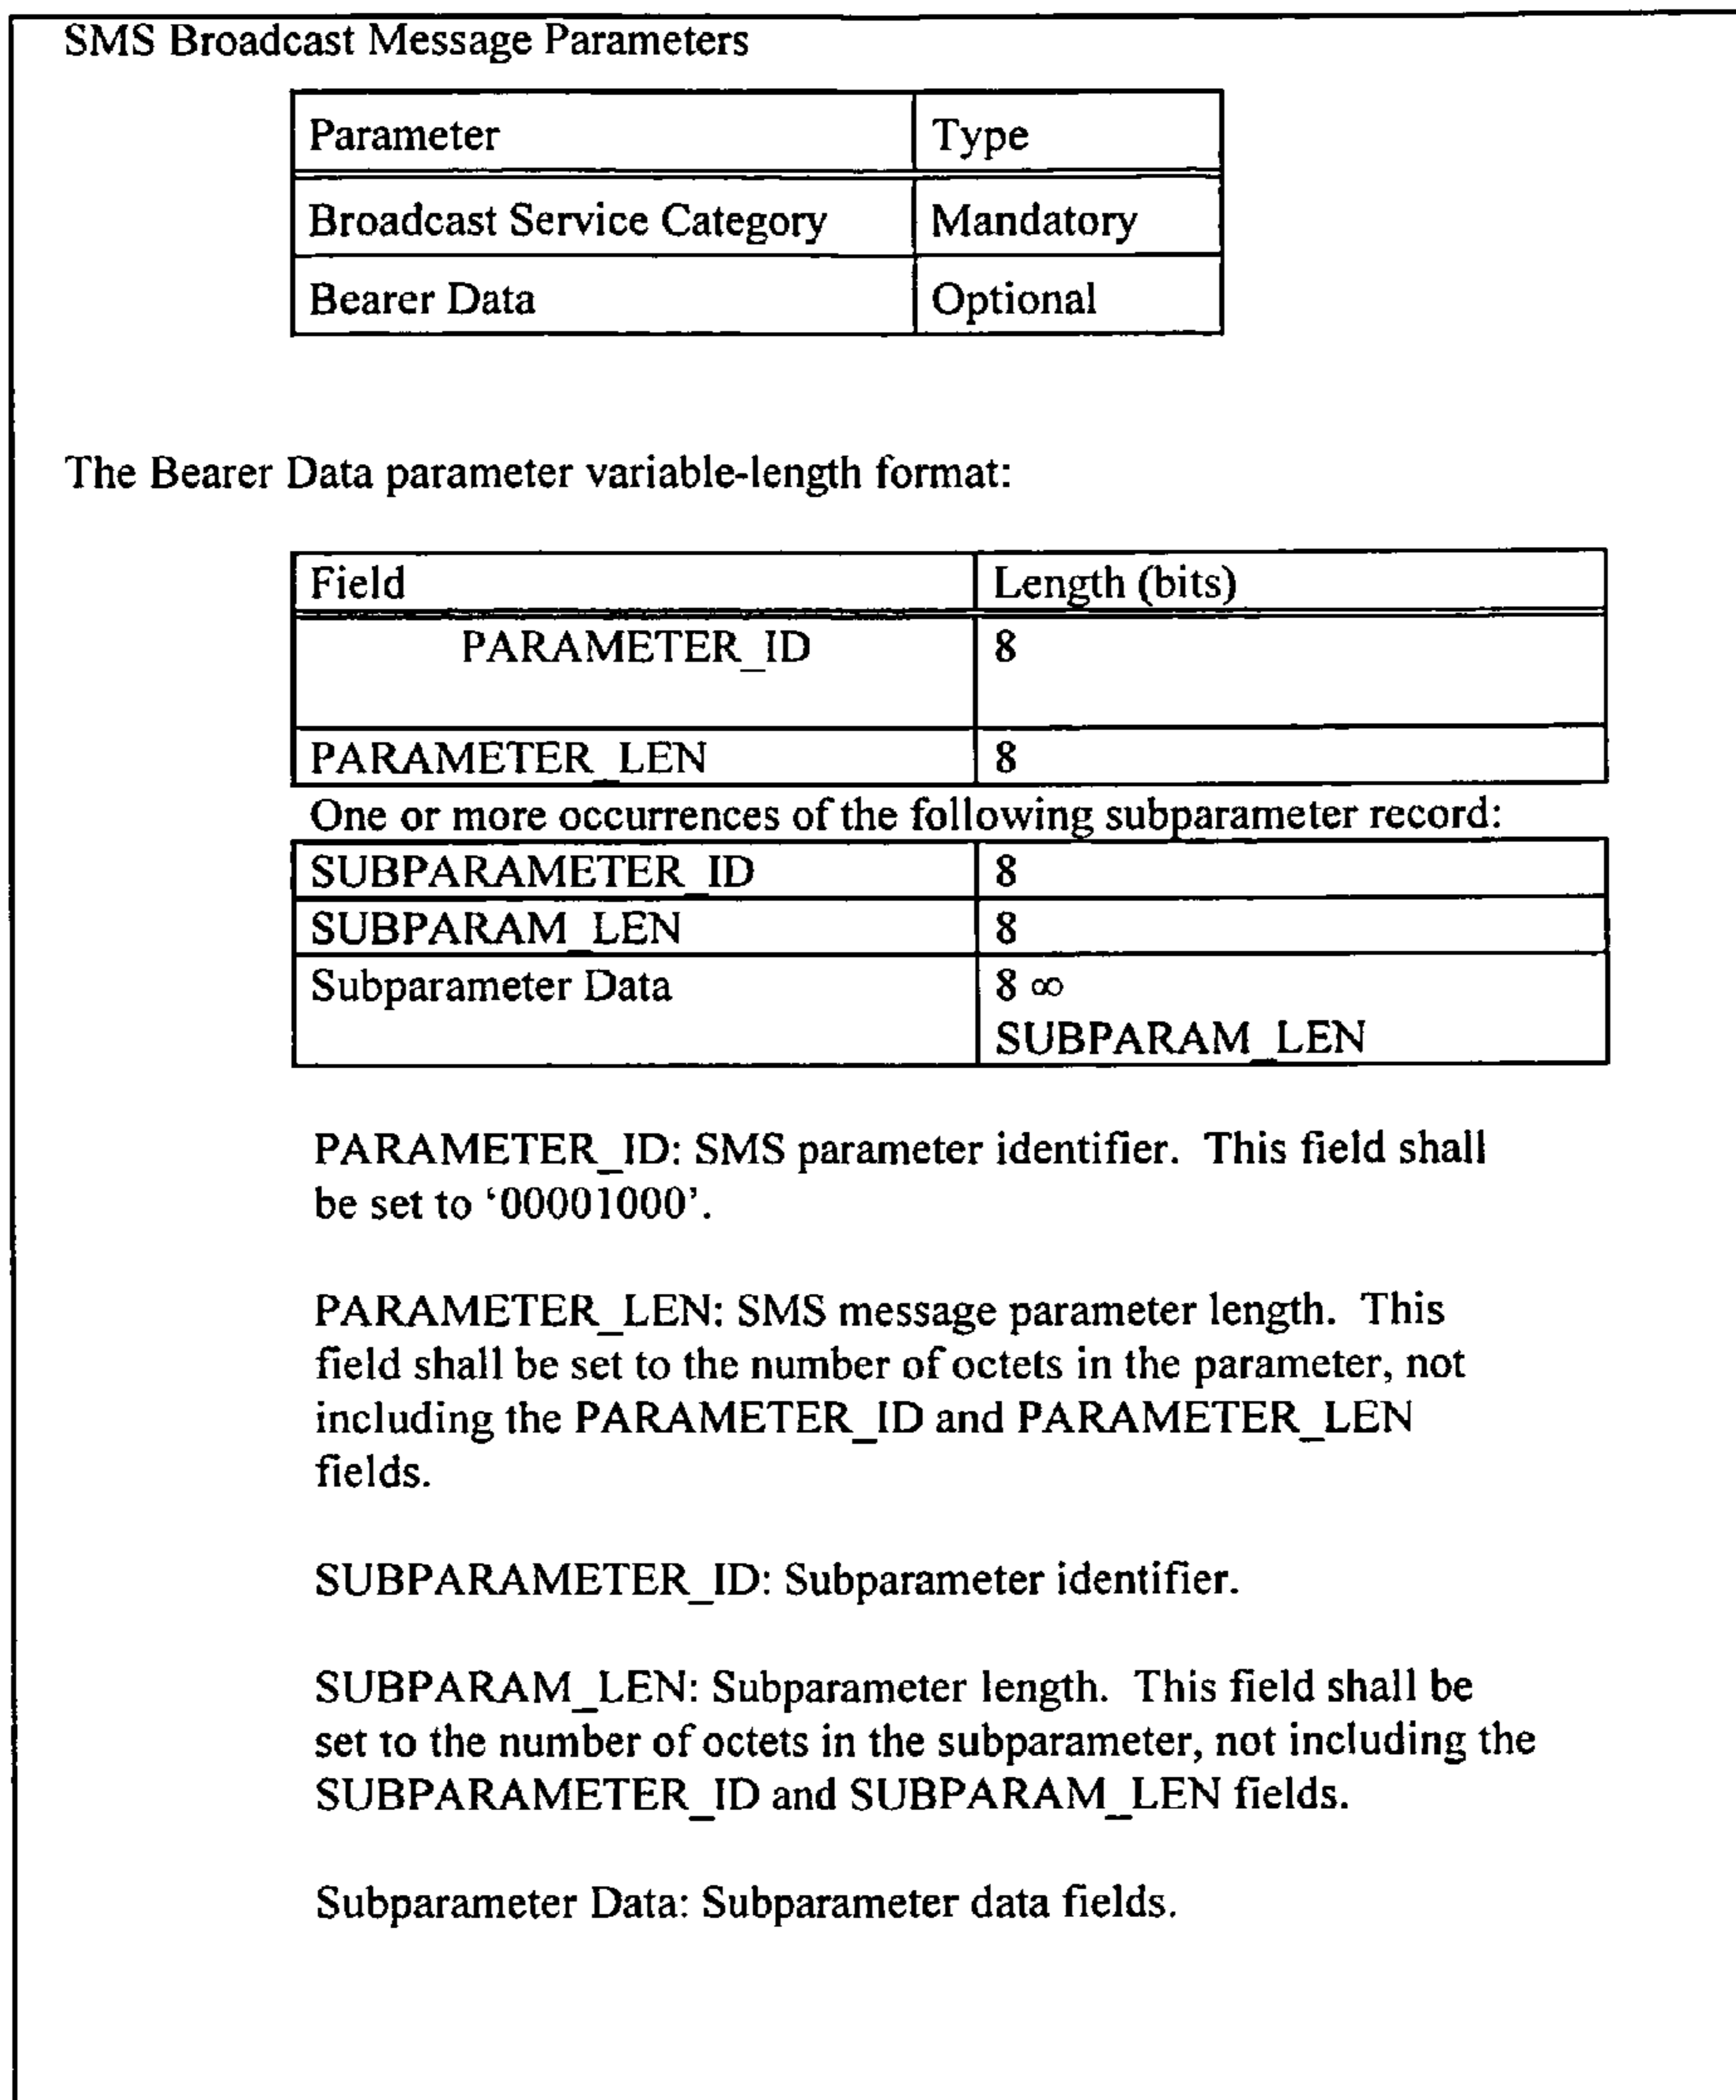 SMS Broadcast Message Parameters
Parameter Type
Broadcast Service Category Mandatory
Bearer Data Optional
The Bearer Data parameter variable-length format:
Field Length (bits)
PARAMETER_ID 8
PARAMETER_LEN 8
One or more occurrences of the following subparameter record:
SUBPARAMETER_ID 8
SUBPARAM_LEN 8
Subparameter Data 8 ∞
SUBPARAM_LEN
PARAMETER_ID: SMS parameter identifier. This field shall
be set to ‘00001000’.
PARAMETER_LEN: SMS message parameter length. This
field shall be set to the number of octets in the parameter, not
including the PARAMETER_ID and PARAMETER_LEN
fields.
SUBPARAMETER_ID: Subparameter identifier.
SUBPARAM_LEN: Subparameter length. This field shall be
set to the number of octets in the subparameter, not including the
SUBPARAMETER_ID and SUBPARAM_LEN fields.
Subparameter Data: Subparameter data fields.